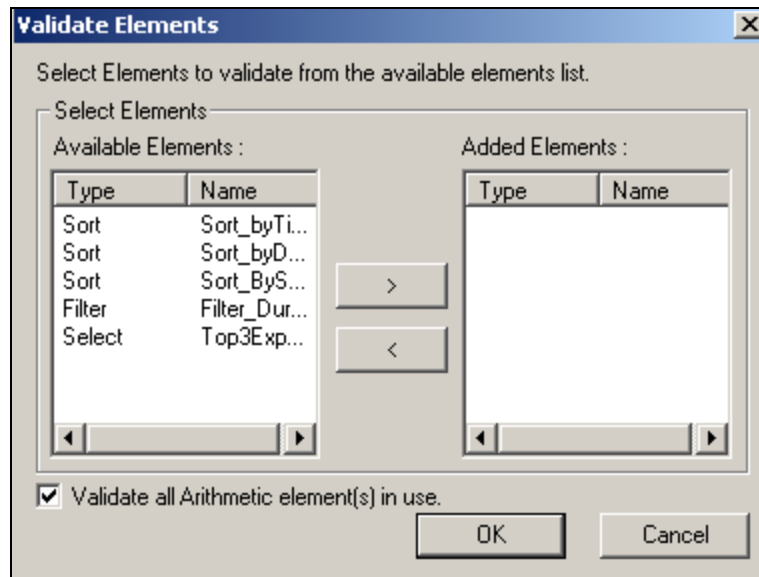 Validate Elements
Select Elements to validate from the available elements list.
Select Elements
Available Elements :
Added Elements :
Type Name
Sort Sort_byTi...
Sort Sort_byD...
Sort Sort_ByS...
Filter Filter_Dur...
Select Top3Exp...
Type Name
>
<
Validate all Arithmetic element(s) in use.
OK
Cancel